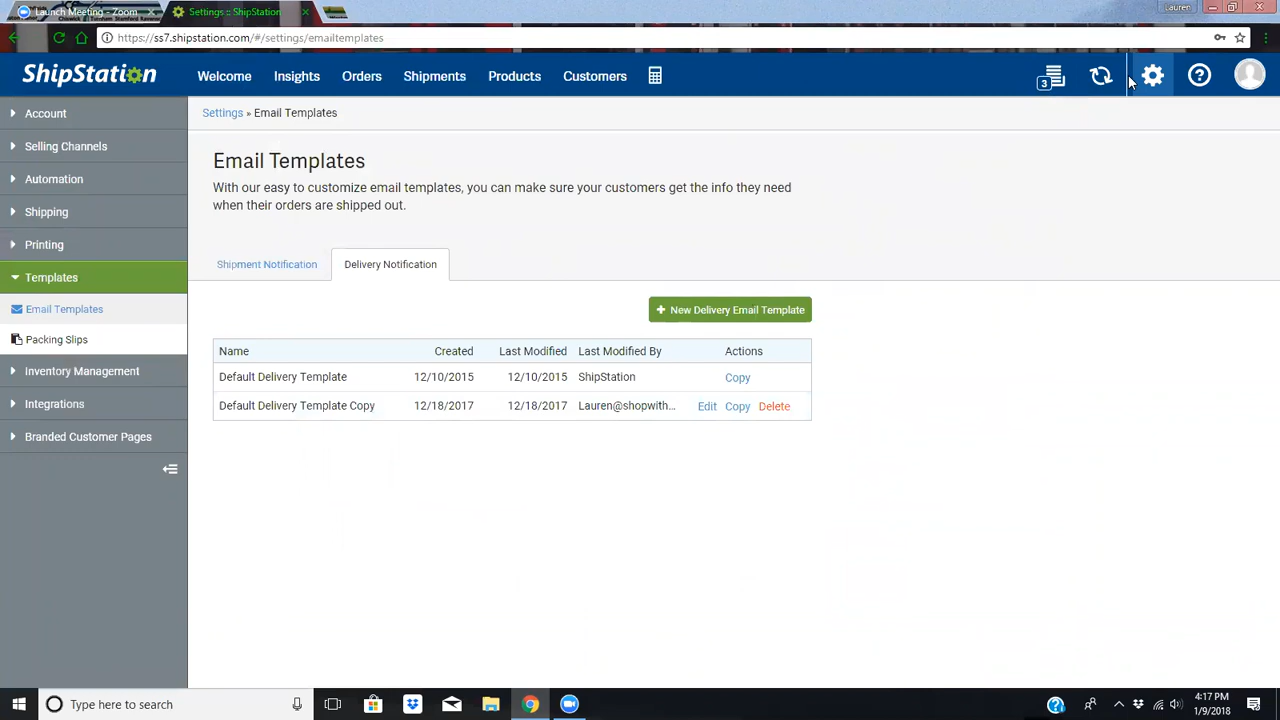 Launch Meeting - Zoom
Settings :: ShipStation
Lauren
https://ss7.shipstation.com/#/settings/emailtemplates
ShipStation
Welcome
Insights
Orders
Shipments
Products
Customers
3
Account
Selling Channels
Automation
Shipping
Printing
Templates
Email Templates
Packing Slips
Inventory Management
Integrations
Branded Customer Pages
Settings » Email Templates
Email Templates
With our easy to customize email templates, you can make sure your customers get the info they need
when their orders are shipped out.
Shipment Notification
Delivery Notification
+ New Delivery Email Template
Name Created Last Modified Last Modified By Actions
Default Delivery Template 12/10/2015 12/10/2015 ShipStation Copy
Default Delivery Template Copy 12/18/2017 12/18/2017 Lauren@shopwith... Edit Copy Delete
Type here to search
4:17 PM
1/9/2018